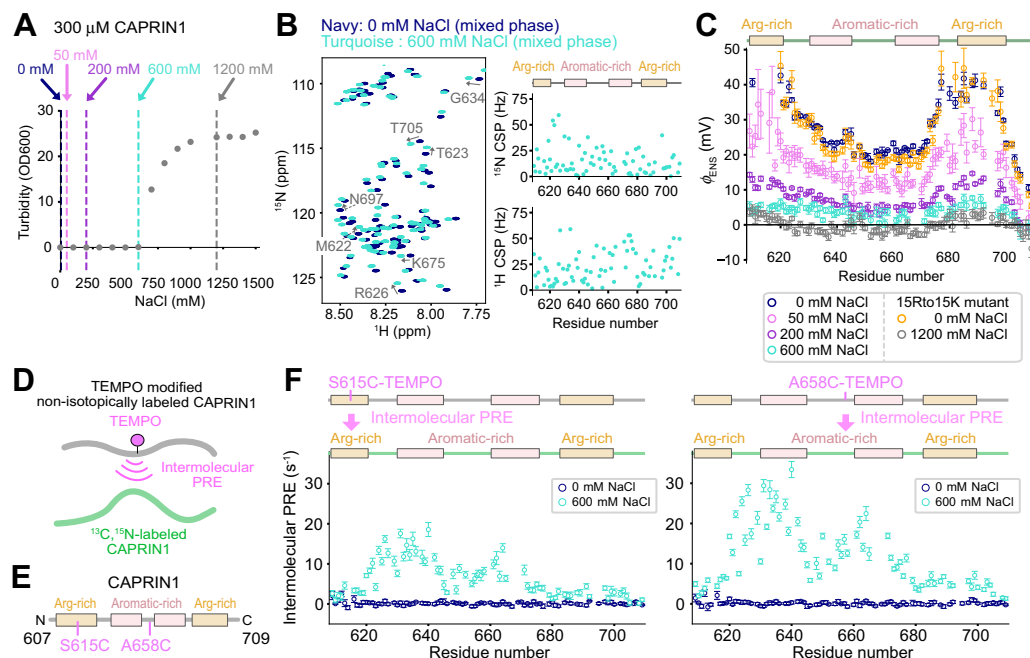 A
300 μM CAPRIN1
50 mM
0 mM
200 mM
600 mM
1200 mM
Turbidity (OD600)
30
20
10
0
0
250
500
750
1000
1250
1500
NaCl (mM)
B
Navy: 0 mM NaCl (mixed phase)
Turquoise : 600 mM NaCl (mixed phase)
110
115
120
125
15N (ppm)
G634
T705
T623
N697
M622
K675
R626
8.50
8.25
8.00
7.75
1H (ppm)
Arg-rich
Aromatic-rich
Arg-rich
15N CSP (Hz)
75
50
25
0
620 640 660 680 700
1H CSP (Hz)
75
50
25
0
620 640 660 680 700
Residue number
C
Arg-rich
Aromatic-rich
Arg-rich
ϕENS (mV)
50
40
30
20
10
0
−10
620
640
660
680
700
Residue number
0 mM NaCl
50 mM NaCl
200 mM NaCl
600 mM NaCl
15Rto15K mutant
0 mM NaCl
1200 mM NaCl
D
TEMPO modified
non-isotopically labeled CAPRIN1
TEMPO
Intermolecular
PRE
13C,15N-labeled
CAPRIN1
E
CAPRIN1
Arg-rich
Aromatic-rich
Arg-rich
N
C
607
709
S615C
A658C
F
S615C-TEMPO
Intermolecular PRE
Arg-rich
Aromatic-rich
Arg-rich
0 mM NaCl
600 mM NaCl
Intermolecular PRE (s-1)
30
20
10
0
620
640
660
680
700
Residue number
A658C-TEMPO
Intermolecular PRE
Arg-rich
Aromatic-rich
Arg-rich
0 mM NaCl
600 mM NaCl
30
20
10
0
620
640
660
680
700
Residue number